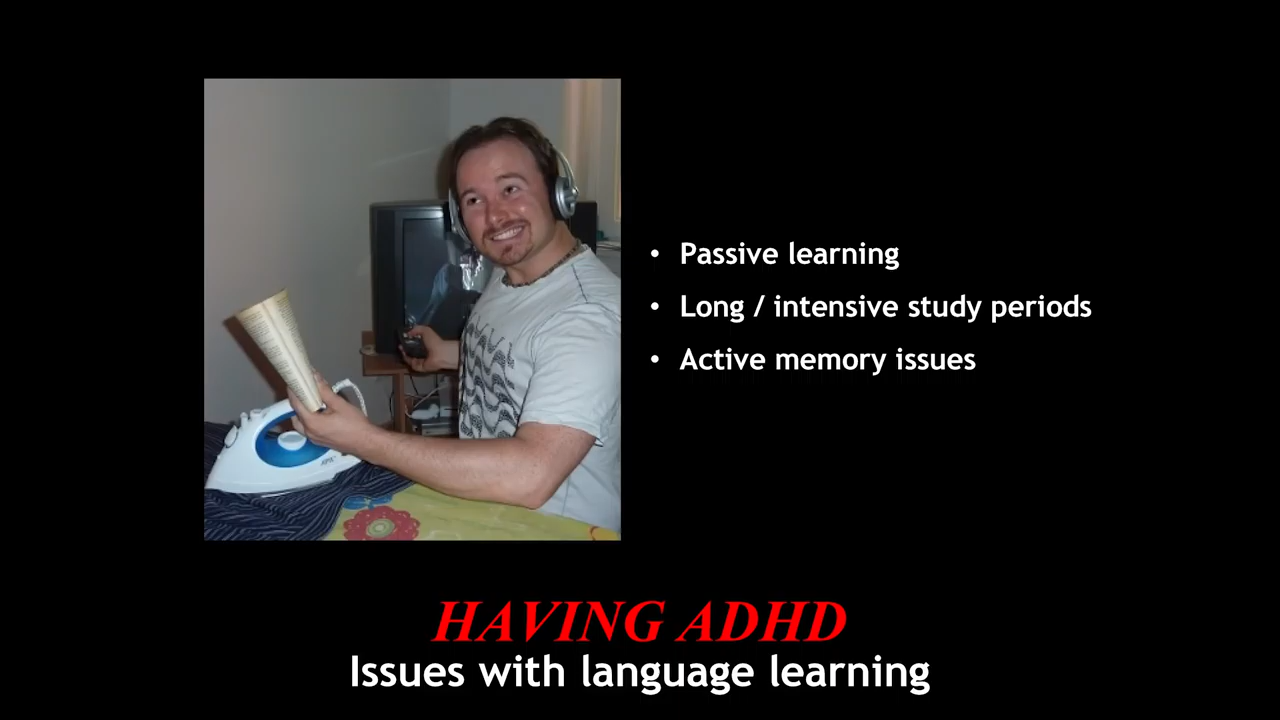 • Passive learning
• Long / intensive study periods
• Active memory issues
HAVING ADHD
Issues with language learning